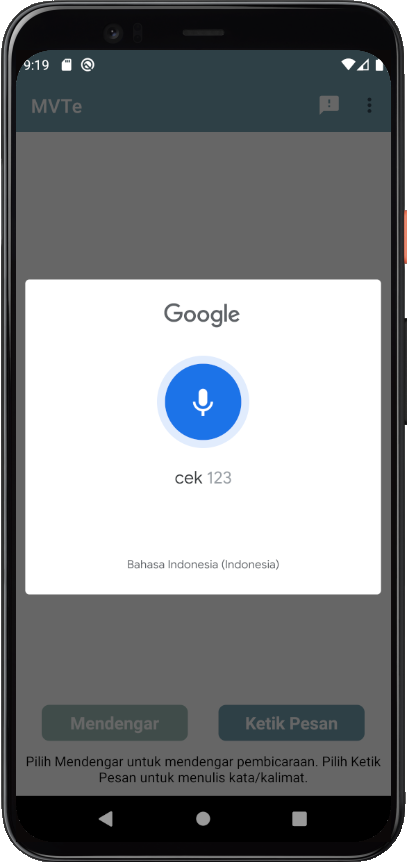 9:19
MVTe
Google
cek 123
Bahasa Indonesia (Indonesia)
Mendengar
Ketik Pesan
Pilih Mendengar untuk mendengar pembicaraan. Pilih Ketik
Pesan untuk menulis kata/kalimat.